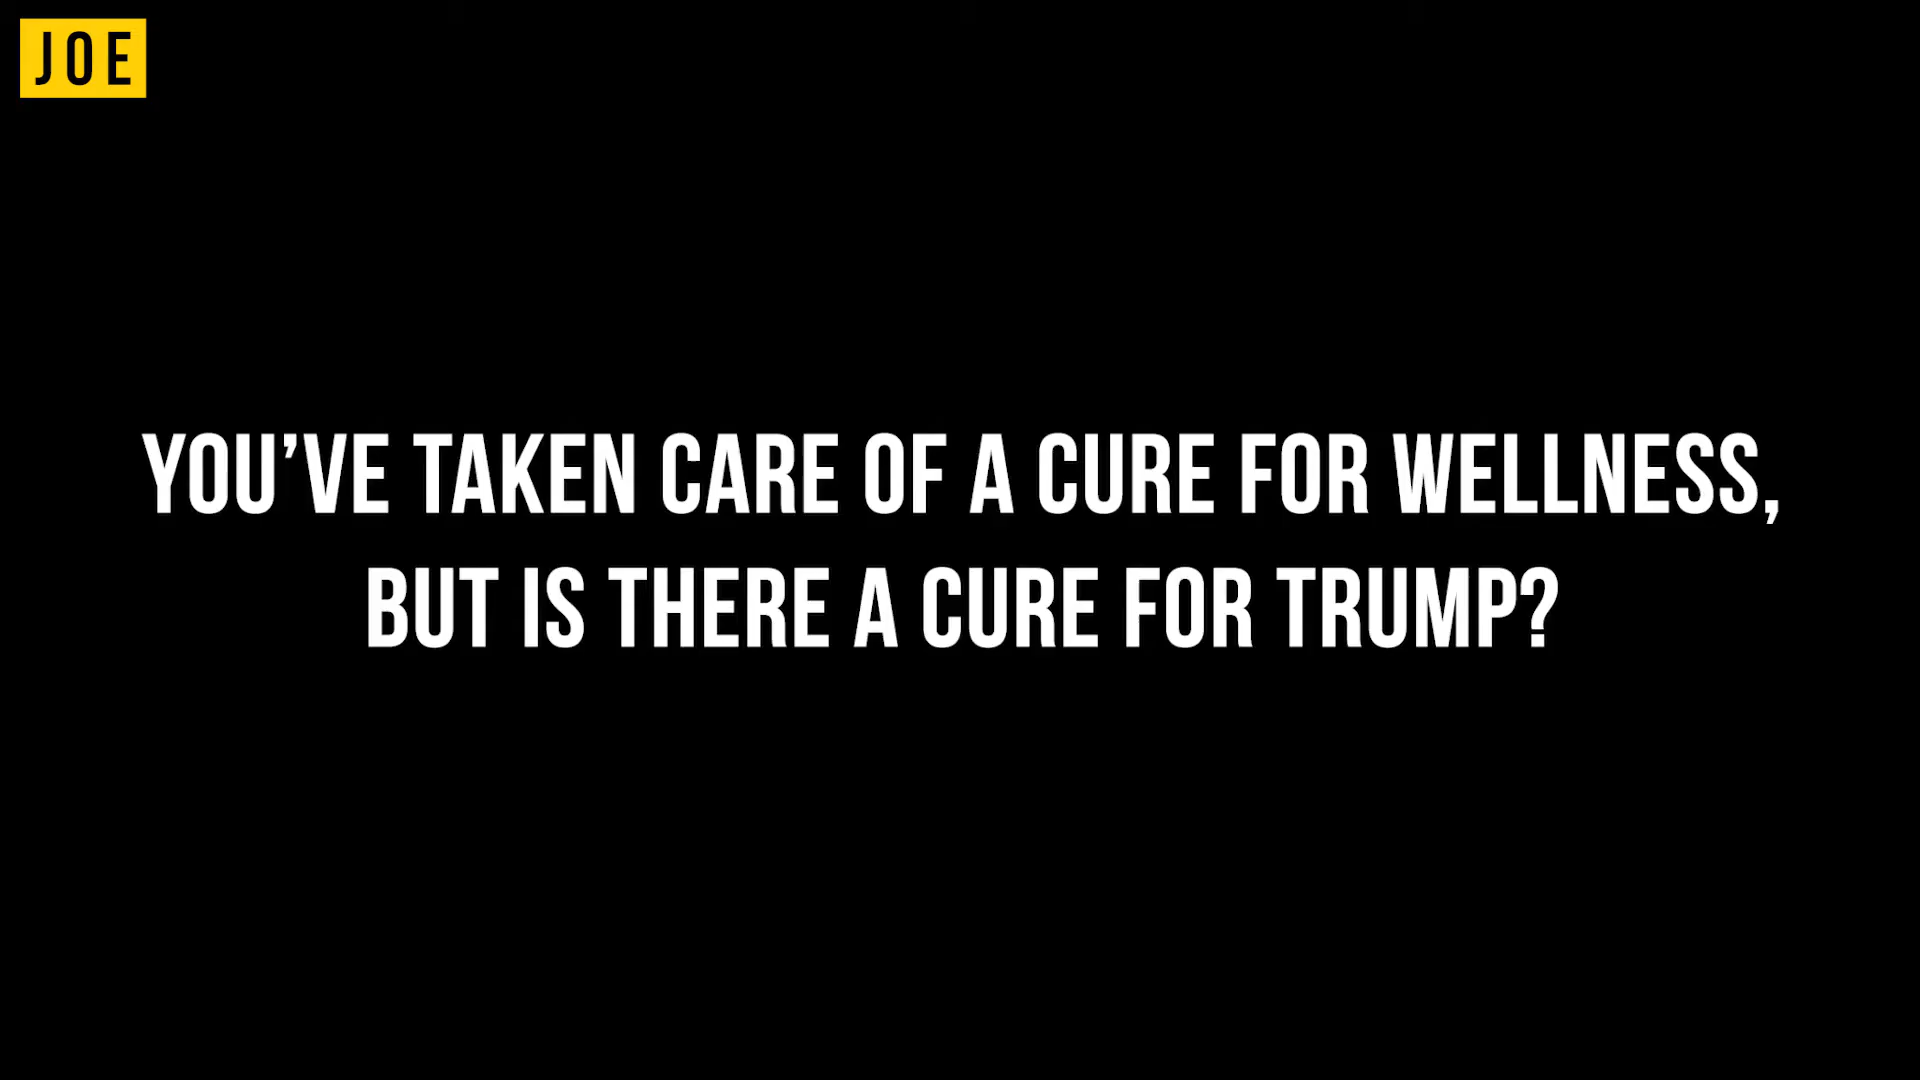 JOE
YOU’VE TAKEN CARE OF A CURE FOR WELLNESS,
BUT IS THERE A CURE FOR TRUMP?